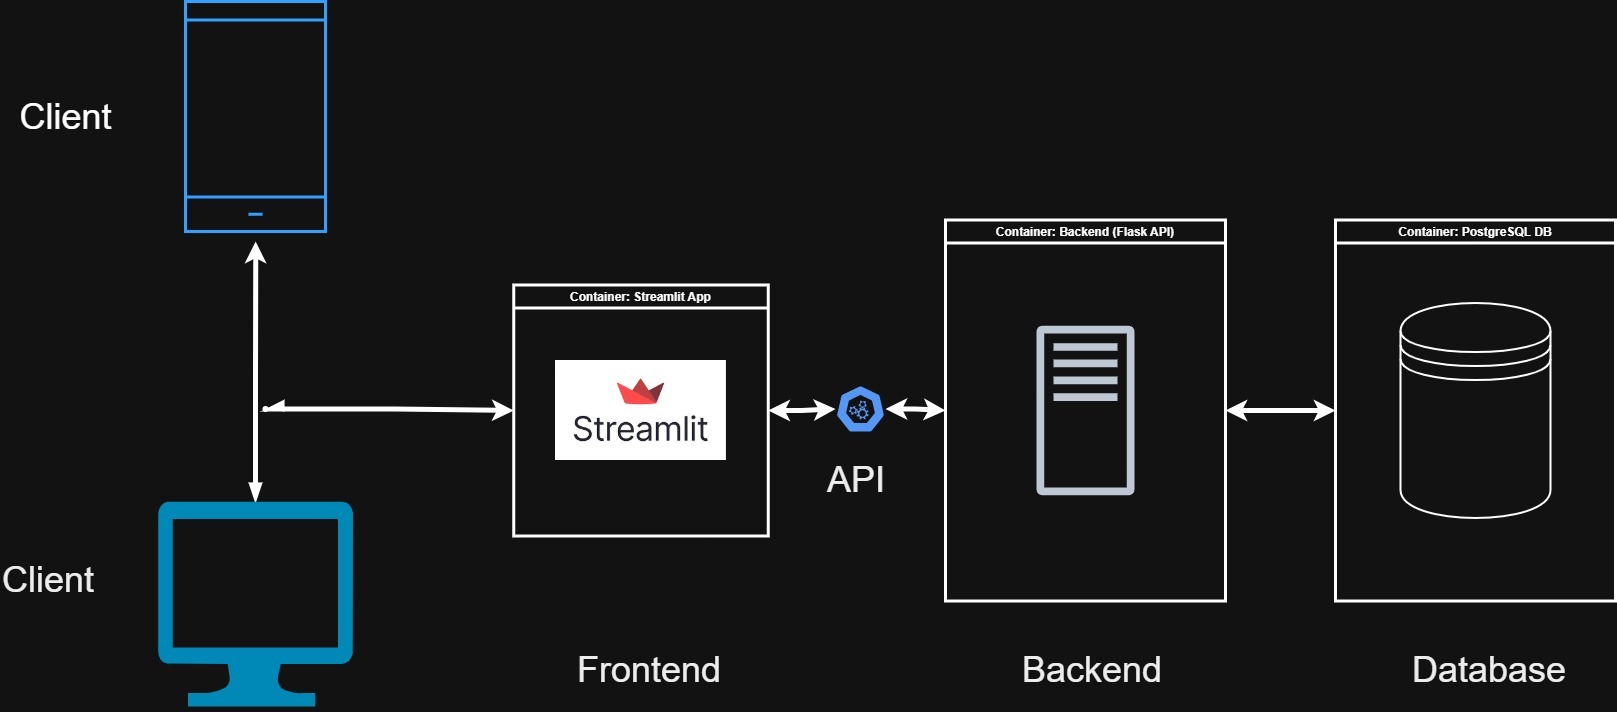 Client
Container: Backend (Flask API)
Container: PostgreSQL DB
Container: Streamlit App
Streamlit
API
Client
Frontend
Backend
Database